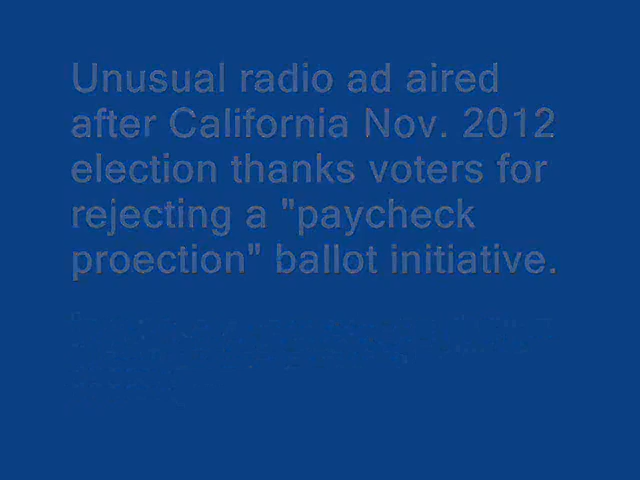 Unusual radio ad aired
after California Nov. 2012
election thanks voters for
rejecting a "paycheck
proection" ballot initiative.